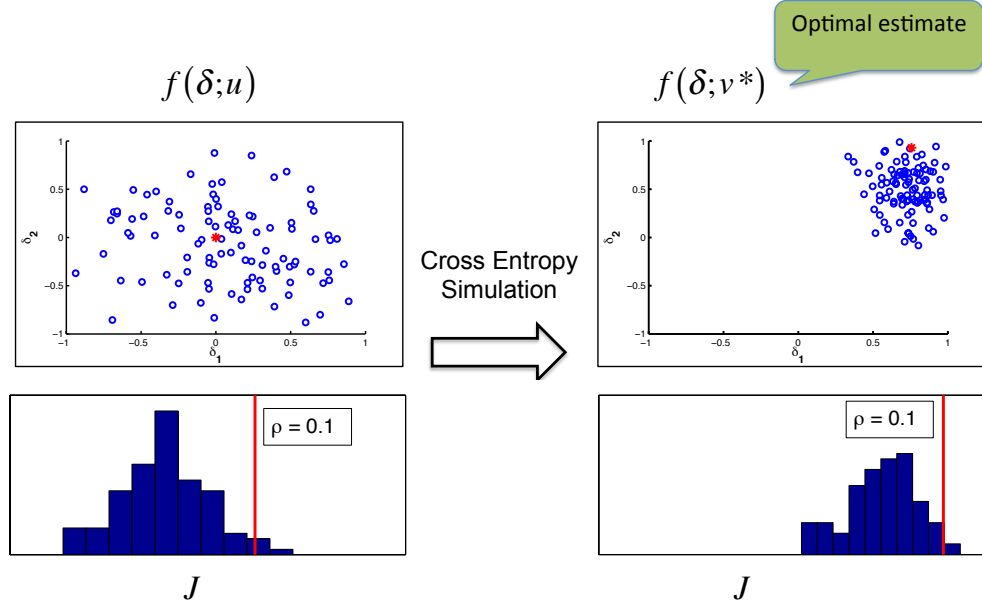 Optimal estimate
f(δ;u)
f(δ;v*)
1
0.5
0
−0.5
−1
δ₂
−1
−0.5
0
0.5
1
δ₁
Cross Entropy
Simulation
1
0.5
0
−0.5
−1
δ₂
−1
−0.5
0
0.5
1
δ₁
ρ = 0.1
ρ = 0.1
J
J